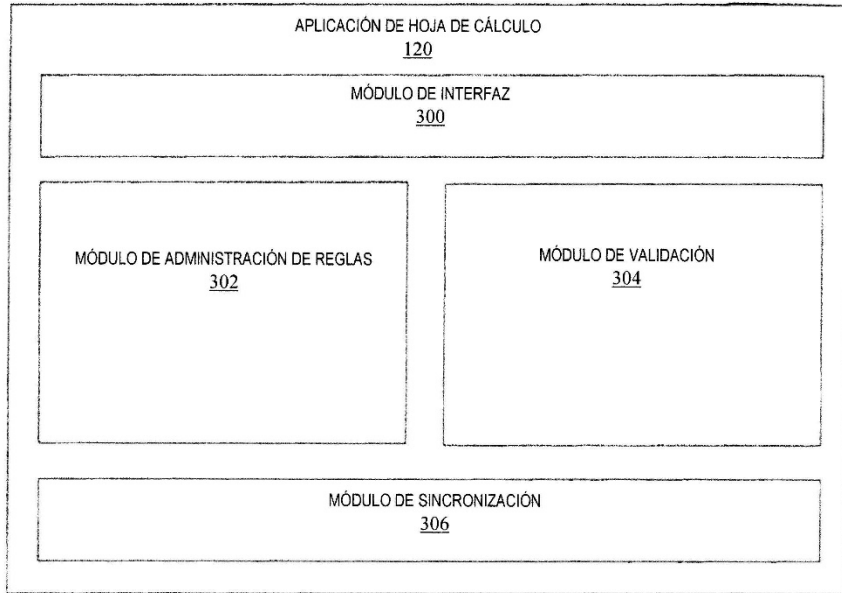 APLICACIÓN DE HOJA DE CÁLCULO
120
MÓDULO DE INTERFAZ
300
MÓDULO DE ADMINISTRACIÓN DE REGLAS
302
MÓDULO DE VALIDACIÓN
304
MÓDULO DE SINCRONIZACIÓN
306